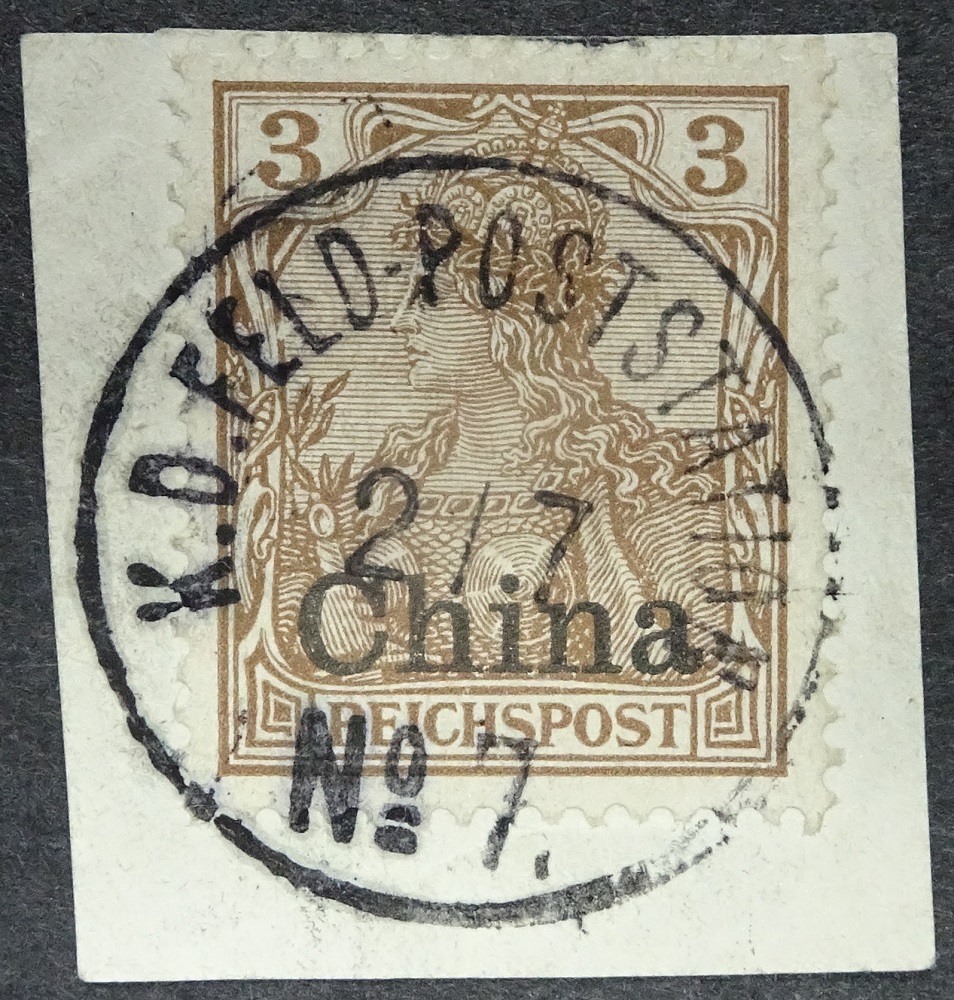 3 3
K.D.FELD-POSTSTATION
2/7
China
REICHSPOST
No 7.